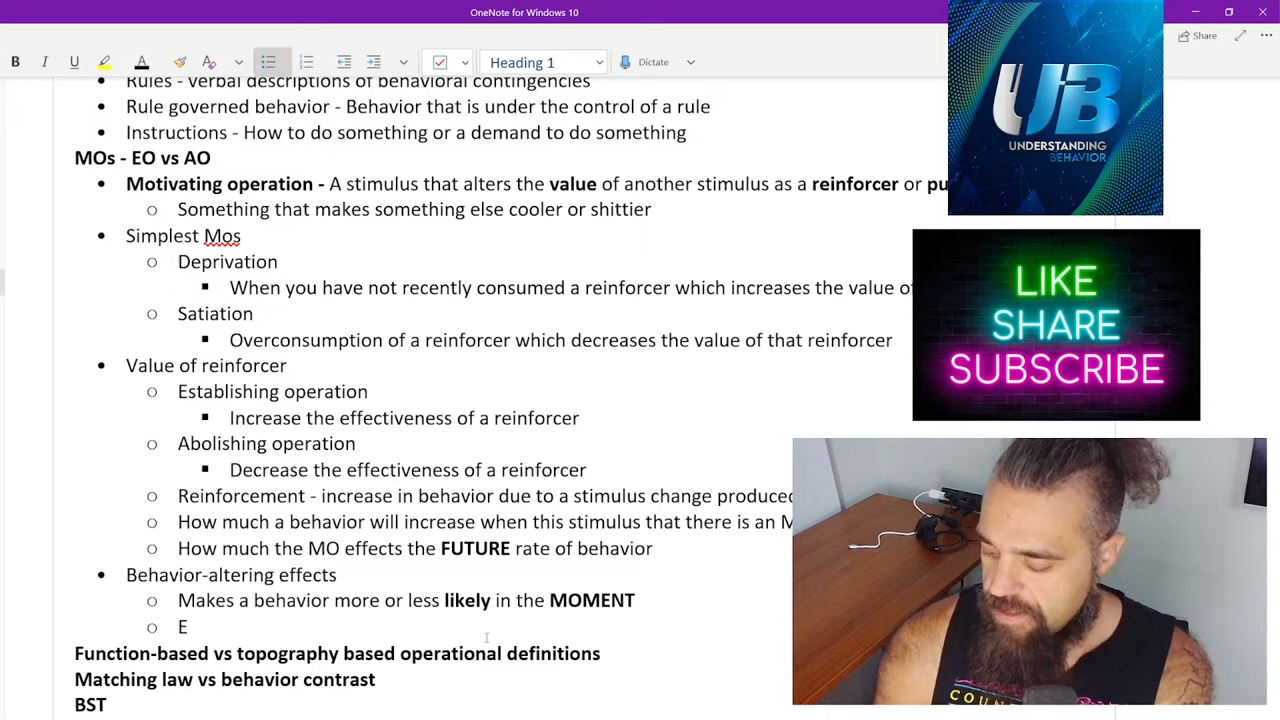 OneNote for Windows 10
Share
B I U A A Heading 1 Dictate
Rules - verbal descriptions of behavioral contingencies
Rule governed behavior - Behavior that is under the control of a rule
Instructions - How to do something or a demand to do something
MOs - EO vs AO
Motivating operation - A stimulus that alters the value of another stimulus as a reinforcer or pu
Something that makes something else cooler or shittier
Simplest Mos
Deprivation
When you have not recently consumed a reinforcer which increases the value of
Satiation
Overconsumption of a reinforcer which decreases the value of that reinforcer
Value of reinforcer
Establishing operation
Increase the effectiveness of a reinforcer
Abolishing operation
Decrease the effectiveness of a reinforcer
Reinforcement - increase in behavior due to a stimulus change produced
How much a behavior will increase when this stimulus that there is an M
How much the MO effects the FUTURE rate of behavior
Behavior-altering effects
Makes a behavior more or less likely in the MOMENT
E
Function-based vs topography based operational definitions
Matching law vs behavior contrast
BST
UB
UNDERSTANDING
BEHAVIOR
LIKE
SHARE
SUBSCRIBE
COUN